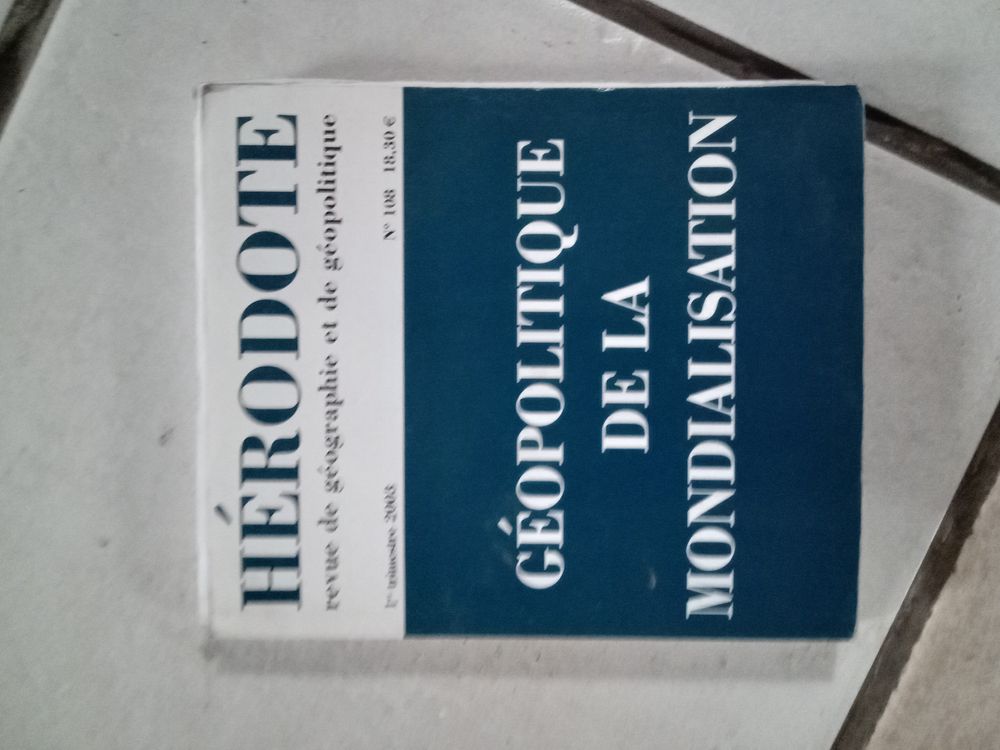 HÉRODOTE
revue de géographie et de géopolitique
1er trimestre 2003 N° 108 18,30 €
GÉOPOLITIQUE
DE LA
MONDIALISATION